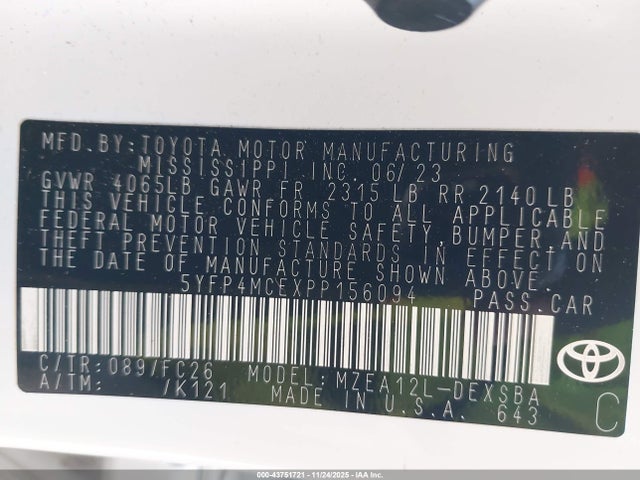 MFD.BY:TOYOTA MOTOR MANUFACTURING
MISSISSIPPI INC. 06/23
GVWR 4065LB GAWR FR 2315 LB RR 2140 LB
THIS VEHICLE CONFORMS TO ALL APPLICABLE
FEDERAL MOTOR VEHICLE SAFETY,BUMPER,AND
THEFT PREVENTION STANDARDS IN EFFECT ON
THE DATE OF MANUFACTURE SHOWN ABOVE.
5YFP4MCEXPP156094 PASS.CAR
C/TR:089/FC26 MODEL:MZEA12L-DEXSBA
A/TM: /K121 MADE IN U.S.A. 643
C
000-43751721 - 11/24/2025 - IAA Inc.